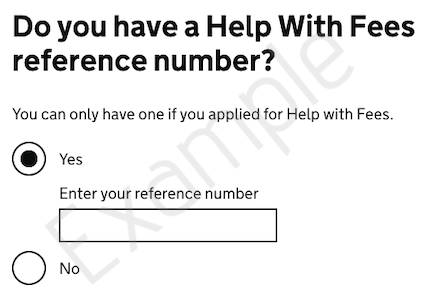 Do you have a Help With Fees
reference number?
You can only have one if you applied for Help with Fees.
Yes
Enter your reference number
No
Example